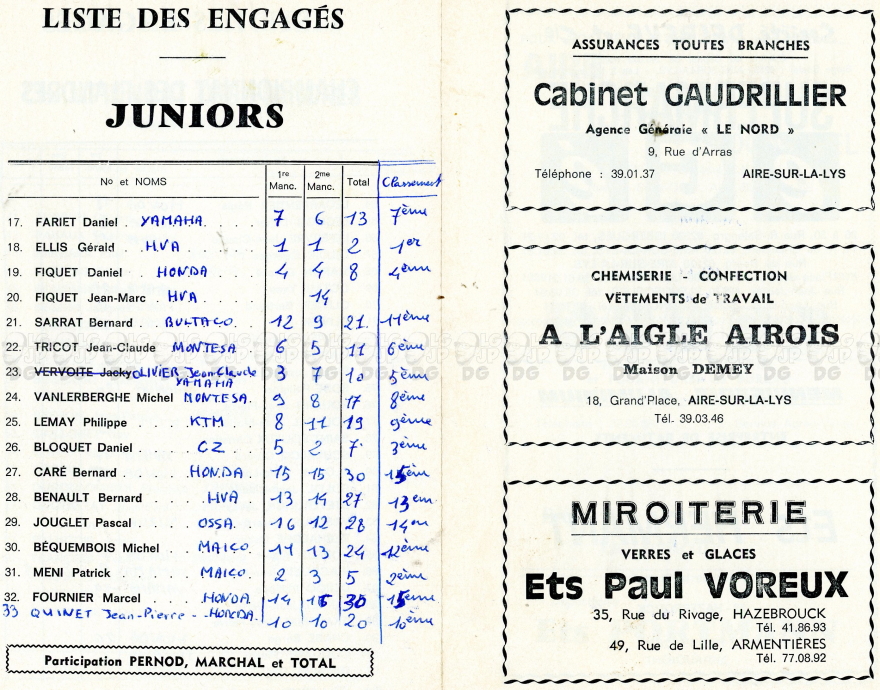 LISTE DES ENGAGÉS
JUNIORS
Nº et NOMS 1re Manc. 2me Manc. Total Classement
17. FARIET Daniel YAMAHA 7 6 13 7ème
18. ELLIS Gérald HVA 1 1 2 1er
19. FIQUET Daniel HONDA 4 4 8 4ème
20. FIQUET Jean-Marc HVA 14
21. SARRAT Bernard BULTACO 12 9 21 11ème
22. TRICOT Jean-Claude MONTESA 6 5 11 6ème
23. VERVOITE Jacky OLIVIER Jean Claude YAMAHA 3 7 10 5ème
24. VANLERBERGHE Michel MONTESA 9 8 17 8ème
25. LEMAY Philippe KTM 8 11 19 9ème
26. BLOQUET Daniel CZ 5 2 7 3ème
27. CARÉ Bernard HONDA 15 15 30 15ème
28. BENAULT Bernard HVA 13 14 27 13em
29. JOUGLET Pascal OSSA 16 12 28 14em
30. BÉQUEMBOIS Michel MAICO 11 13 24 12ème
31. MENI Patrick MAICO 2 3 5 2ème
32. FOURNIER Marcel HONDA 14 16 30 15ème
33 QUINET Jean-Pierre - HONDA 10 10 20 10ème
Participation PERNOD, MARCHAL et TOTAL
ASSURANCES TOUTES BRANCHES
Cabinet GAUDRILLIER
Agence Générale « LE NORD »
9, Rue d'Arras
Téléphone : 39.01.37 AIRE-SUR-LA-LYS
CHEMISERIE - CONFECTION
VÊTEMENTS de TRAVAIL
A L'AIGLE AIROIS
Maison DEMEY
18, Grand'Place, AIRE-SUR-LA-LYS
Tél. 39.03.46
MIROITERIE
VERRES et GLACES
Ets Paul VOREUX
35, Rue du Rivage, HAZEBROUCK
Tél. 41.86.93
49, Rue de Lille, ARMENTIÈRES
Tél. 77.08.92